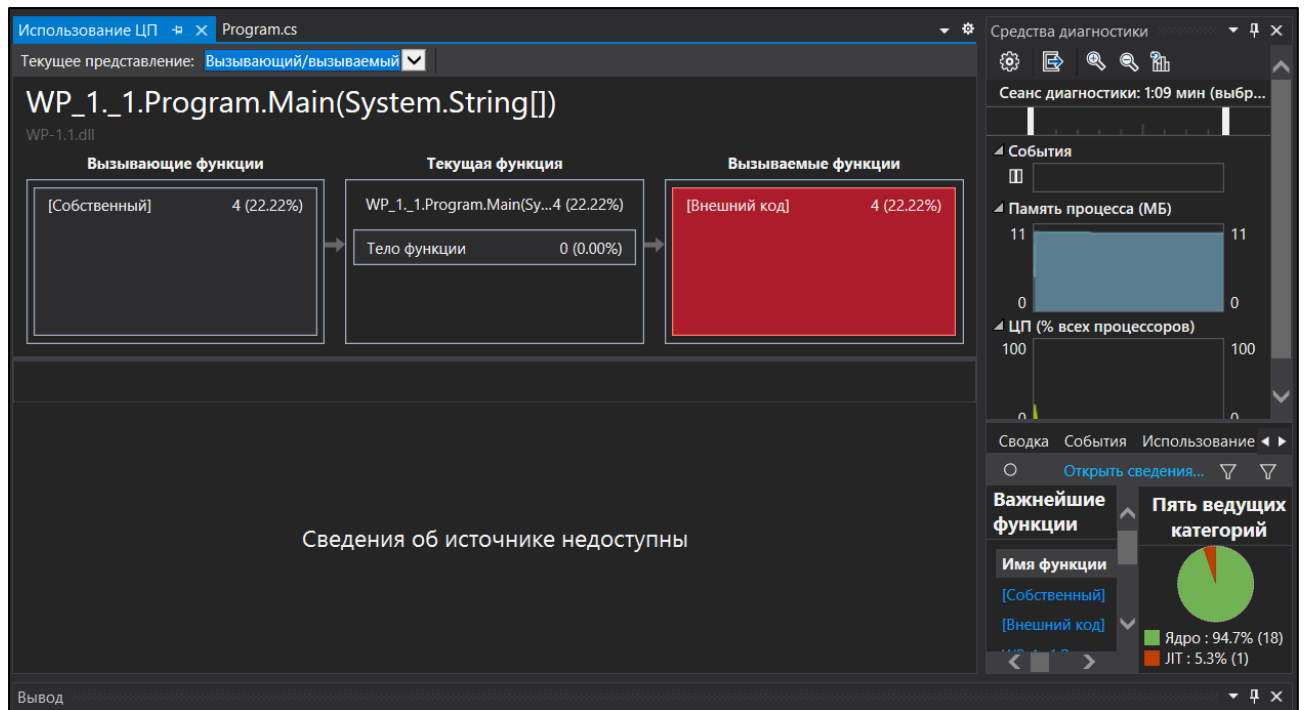 Использование ЦП
Program.cs
Текущее представление: Вызывающий/вызываемый
WP_1._1.Program.Main(System.String[])
WP-1.1.dll
Вызывающие функции
Текущая функция
Вызываемые функции
[Собственный] 4 (22.22%)
WP_1._1.Program.Main(Sy...4 (22.22%)
Тело функции 0 (0.00%)
[Внешний код] 4 (22.22%)
Сведения об источнике недоступны
Средства диагностики
Сеанс диагностики: 1:09 мин (выбр...
События
Память процесса (МБ)
11 11
0 0
ЦП (% всех процессоров)
100 100
0 0
Сводка События Использование
Открыть сведения...
Важнейшие
функции
Имя функции
[Собственный]
[Внешний код]
Пять ведущих
категорий
Ядро : 94.7% (18)
JIT : 5.3% (1)
Вывод